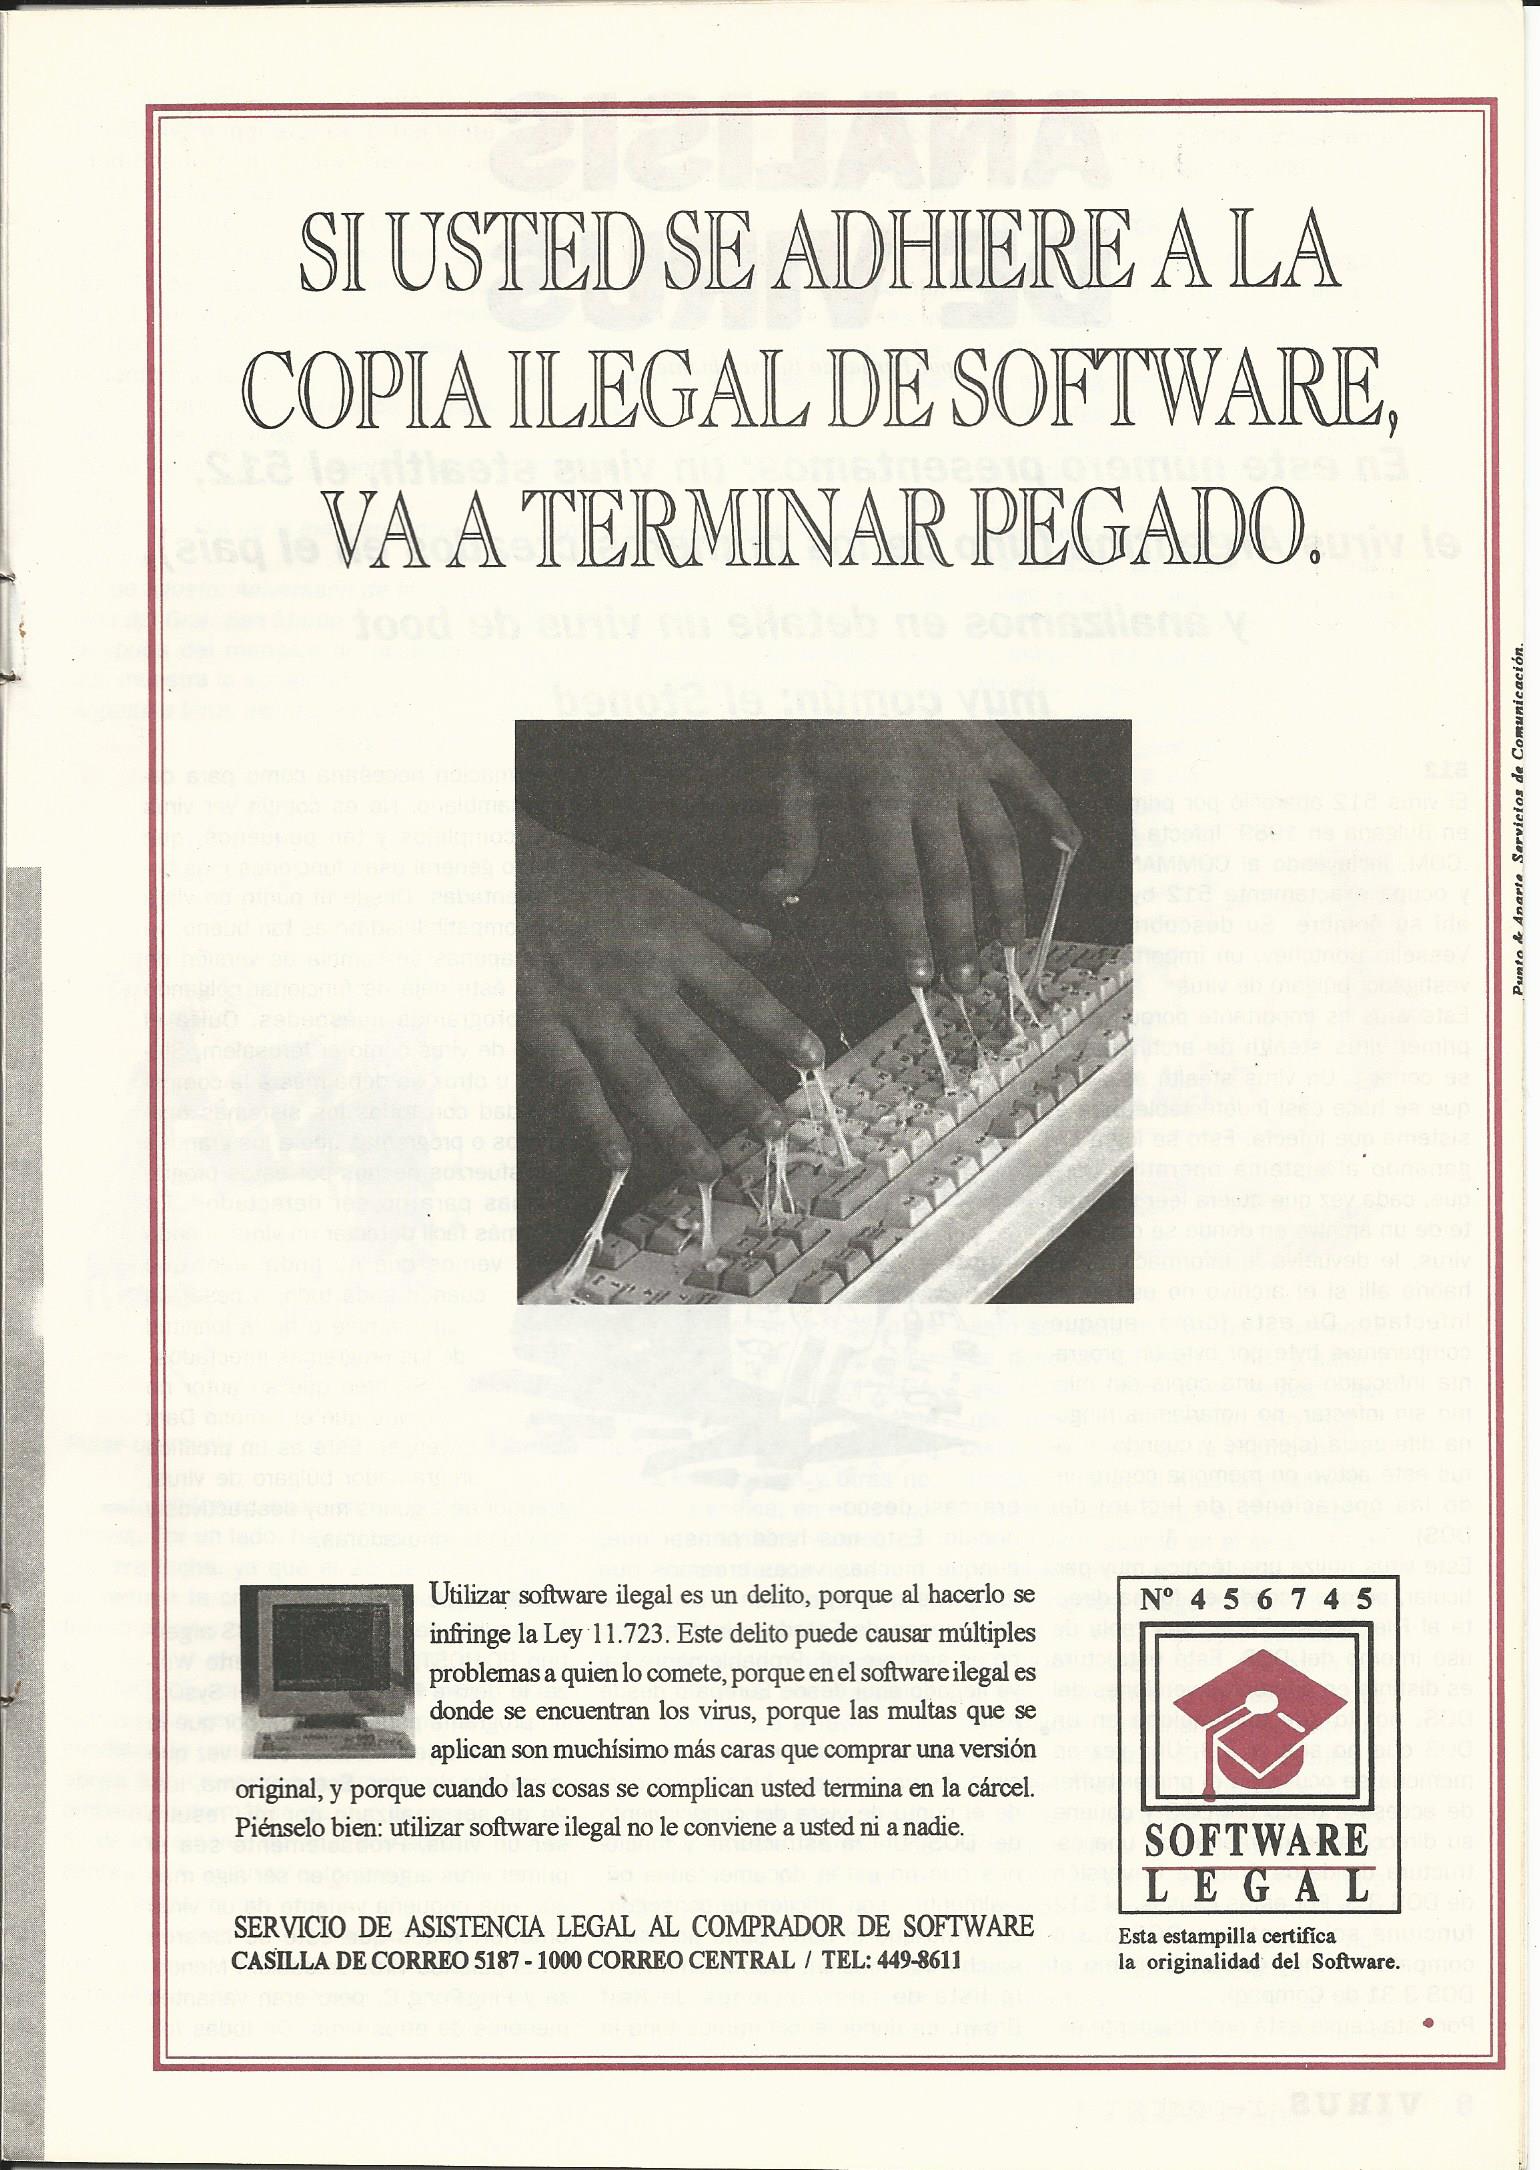 SI USTED SE ADHIERE A LA
COPIA ILEGAL DE SOFTWARE,
VA A TERMINAR PEGADO.
Punto & Aparte. Servicios de Comunicación.
Utilizar software ilegal es un delito, porque al hacerlo se
infringe la Ley 11.723. Este delito puede causar múltiples
problemas a quien lo comete, porque en el software ilegal es
donde se encuentran los virus, porque las multas que se
aplican son muchísimo más caras que comprar una versión
original, y porque cuando las cosas se complican usted termina en la cárcel.
Piénselo bien: utilizar software ilegal no le conviene a usted ni a nadie.
SERVICIO DE ASISTENCIA LEGAL AL COMPRADOR DE SOFTWARE
CASILLA DE CORREO 5187 - 1000 CORREO CENTRAL / TEL: 449-8611
Nº 456745
SOFTWARE
LEGAL
Esta estampilla certifica
la originalidad del Software.